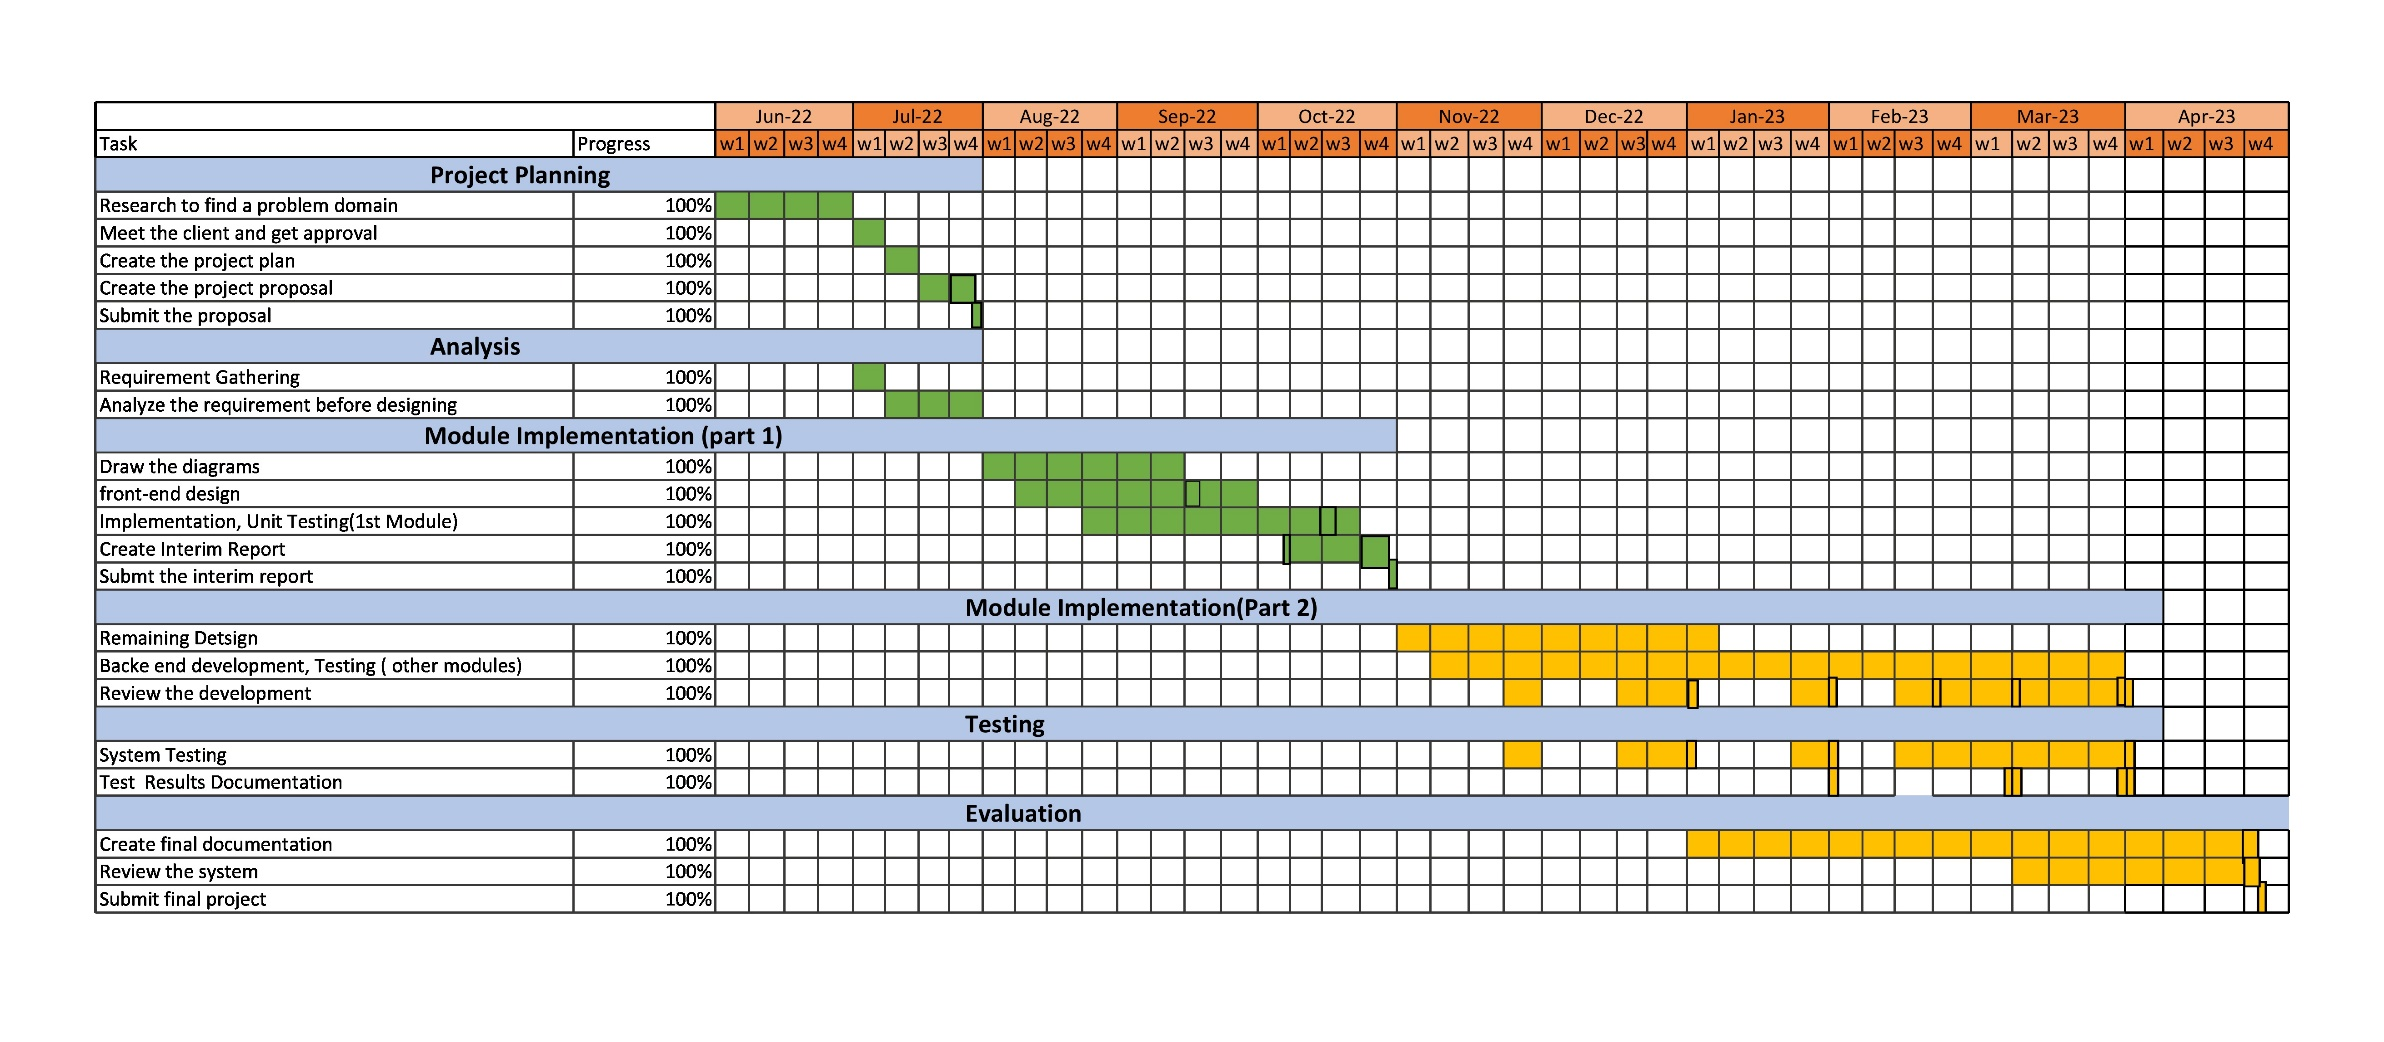 Jun-22 Jul-22 Aug-22 Sep-22 Oct-22 Nov-22 Dec-22 Jan-23 Feb-23 Mar-23 Apr-23
Task Progress w1 w2 w3 w4 w1 w2 w3 w4 w1 w2 w3 w4 w1 w2 w3 w4 w1 w2 w3 w4 w1 w2 w3 w4 w1 w2 w3 w4 w1 w2 w3 w4 w1 w2 w3 w4 w1 w2 w3 w4 w1 w2 w3 w4
Project Planning
Research to find a problem domain 100%
Meet the client and get approval 100%
Create the project plan 100%
Create the project proposal 100%
Submit the proposal 100%
Analysis
Requirement Gathering 100%
Analyze the requirement before designing 100%
Module Implementation (part 1)
Draw the diagrams 100%
front-end design 100%
Implementation, Unit Testing(1st Module) 100%
Create Interim Report 100%
Submt the interim report 100%
Module Implementation(Part 2)
Remaining Detsign 100%
Backe end development, Testing ( other modules) 100%
Review the development 100%
Testing
System Testing 100%
Test  Results Documentation 100%
Evaluation
Create final documentation 100%
Review the system 100%
Submit final project 100%